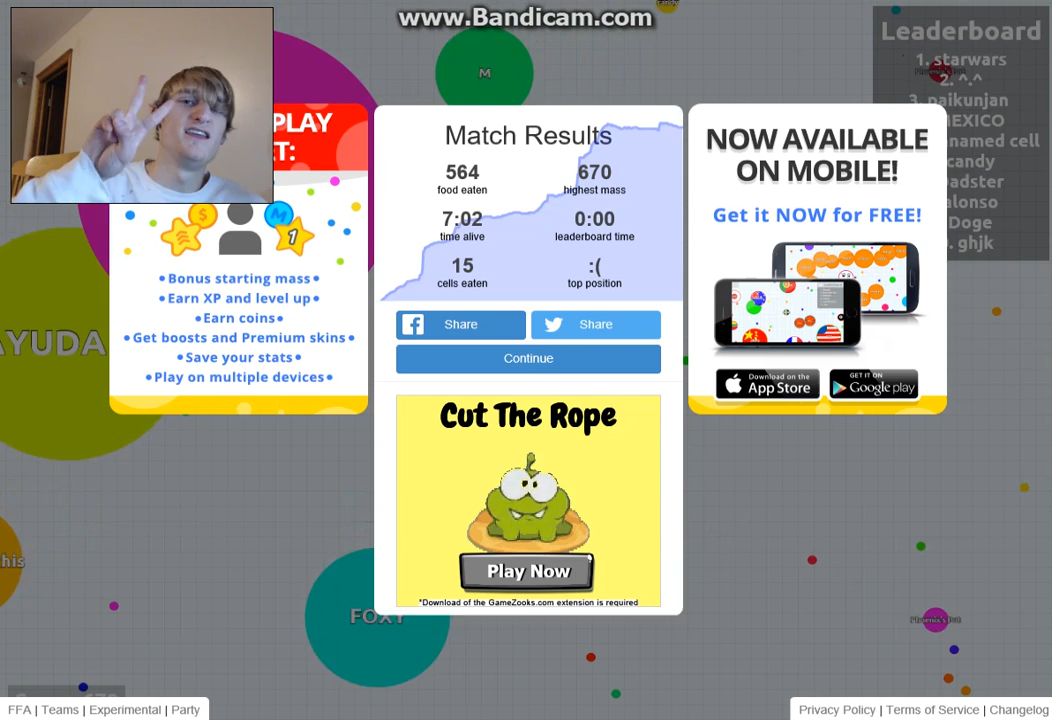 www.Bandicam.com
candy
M
Leaderboard
1. starwars
2. ^.^
3. paikunjan
MEXICO
named cell
candy
adster
alonso
Doge
ghjk
PLAY
T:
1
• Bonus starting mass •
• Earn XP and level up •
• Earn coins •
• Get boosts and Premium skins •
• Save your stats •
• Play on multiple devices •
Match Results
564
food eaten
670
highest mass
7:02
time alive
0:00
leaderboard time
15
cells eaten
:(
top position
Share
Share
Continue
Cut The Rope
Play Now
*Download of the GameZooks.com extension is required
NOW AVAILABLE
ON MOBILE!
Get it NOW for FREE!
Download on the
App Store
GET IT ON
Google play
AYUDA
his
FOXY
FFA | Teams | Experimental | Party
Privacy Policy | Terms of Service | Changelog